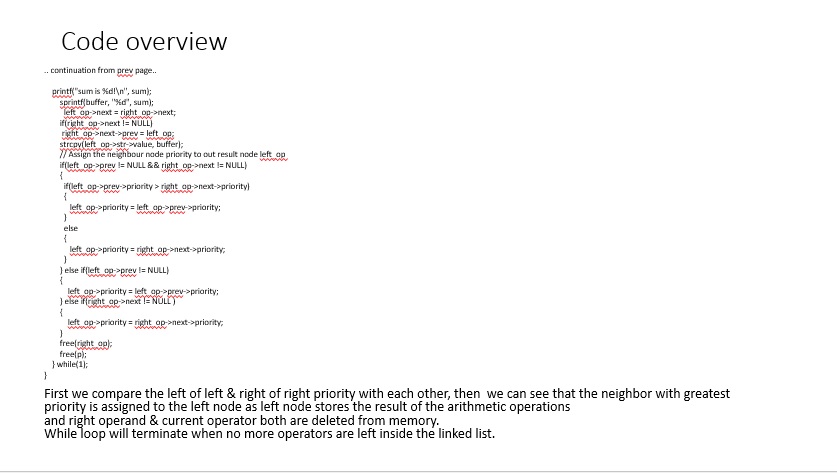 Code overview
.. continuation from prev page..
printf("sum is %d!\n", sum);
sprintf(buffer, "%d", sum);
left_op->next = right_op->next;
if(right_op->next != NULL)
right_op->next->prev = left_op;
strcpy(left_op->str->value, buffer);
// Assign the neighbour node priority to out result node left_op
if(left_op->prev != NULL && right_op->next != NULL)
{
if(left_op->prev->priority > right_op->next->priority)
{
left_op->priority = left_op->prev->priority;
}
else
{
left_op->priority = right_op->next->priority;
}
} else if(left_op->prev != NULL)
{
left_op->priority = left_op->prev->priority;
} else if(right_op->next != NULL )
{
left_op->priority = right_op->next->priority;
}
free(right_op);
free(p);
} while(1);
}
First we compare the left of left & right of right priority with each other, then  we can see that the neighbor with greatest
priority is assigned to the left node as left node stores the result of the arithmetic operations
and right operand & current operator both are deleted from memory.
While loop will terminate when no more operators are left inside the linked list.